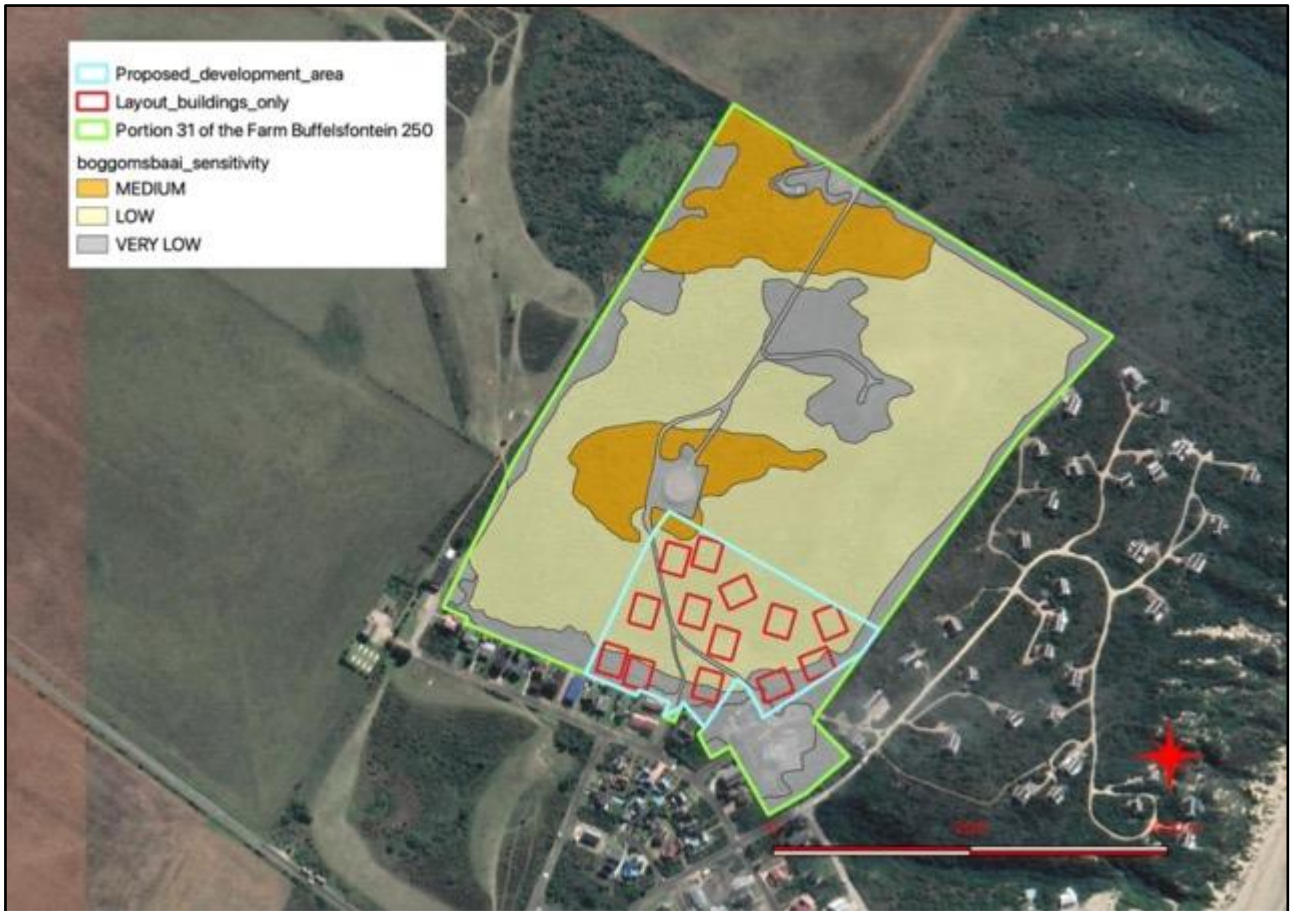 Proposed_development_area
Layout_buildings_only
Portion 31 of the Farm Buffelsfontein 250
boggomsbaai_sensitivity
MEDIUM
LOW
VERY LOW